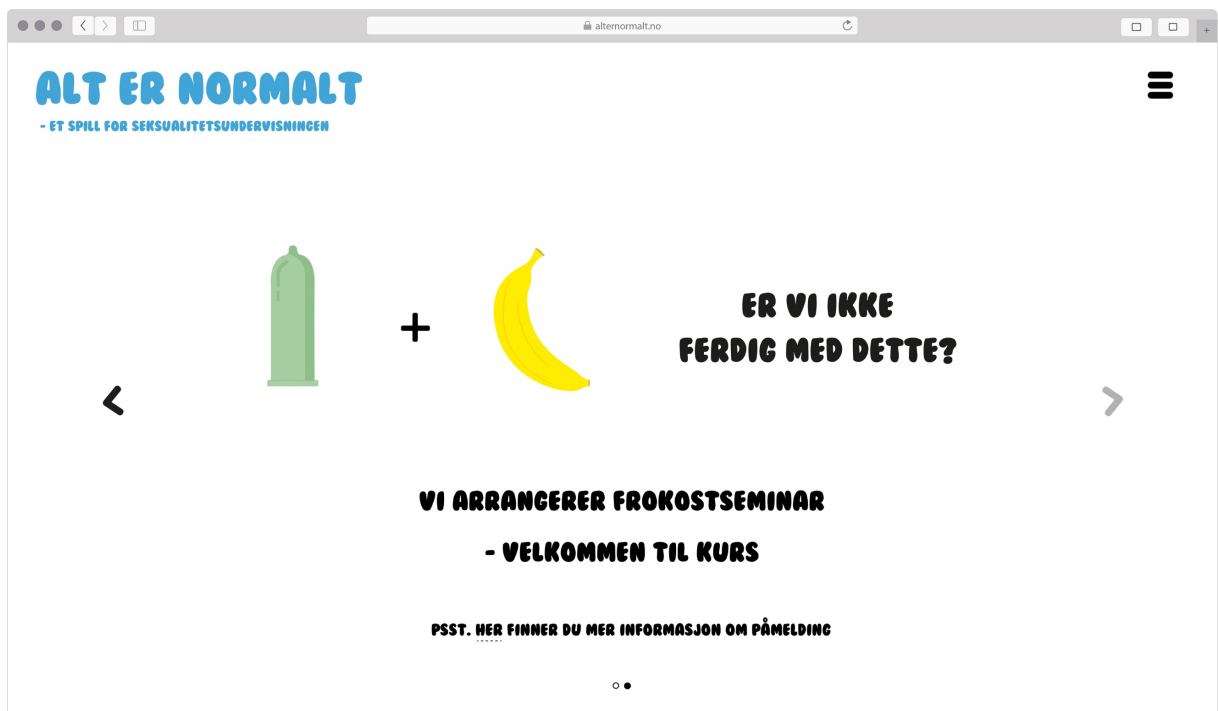 alternormalt.no
ALT ER NORMALT
- ET SPILL FOR SEKSUALITETSUNDERVISNINGEN
+
ER VI IKKE
FERDIG MED DETTE?
VI ARRANGERER FROKOSTSEMINAR
- VELKOMMEN TIL KURS
PSST. HER FINNER DU MER INFORMASJON OM PÅMELDING